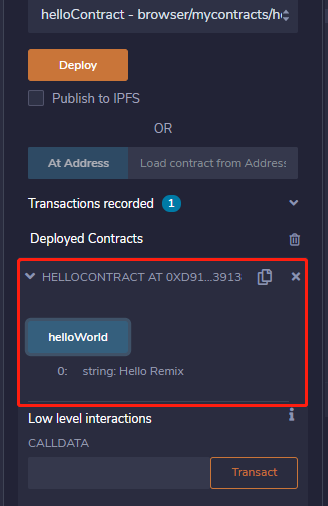 helloContract - browser/mycontracts/he
Deploy
Publish to IPFS
OR
At Address Load contract from Address
Transactions recorded 1
Deployed Contracts
HELLOCONTRACT AT 0XD91...3913
helloWorld
0: string: Hello Remix
Low level interactions
CALLDATA
Transact